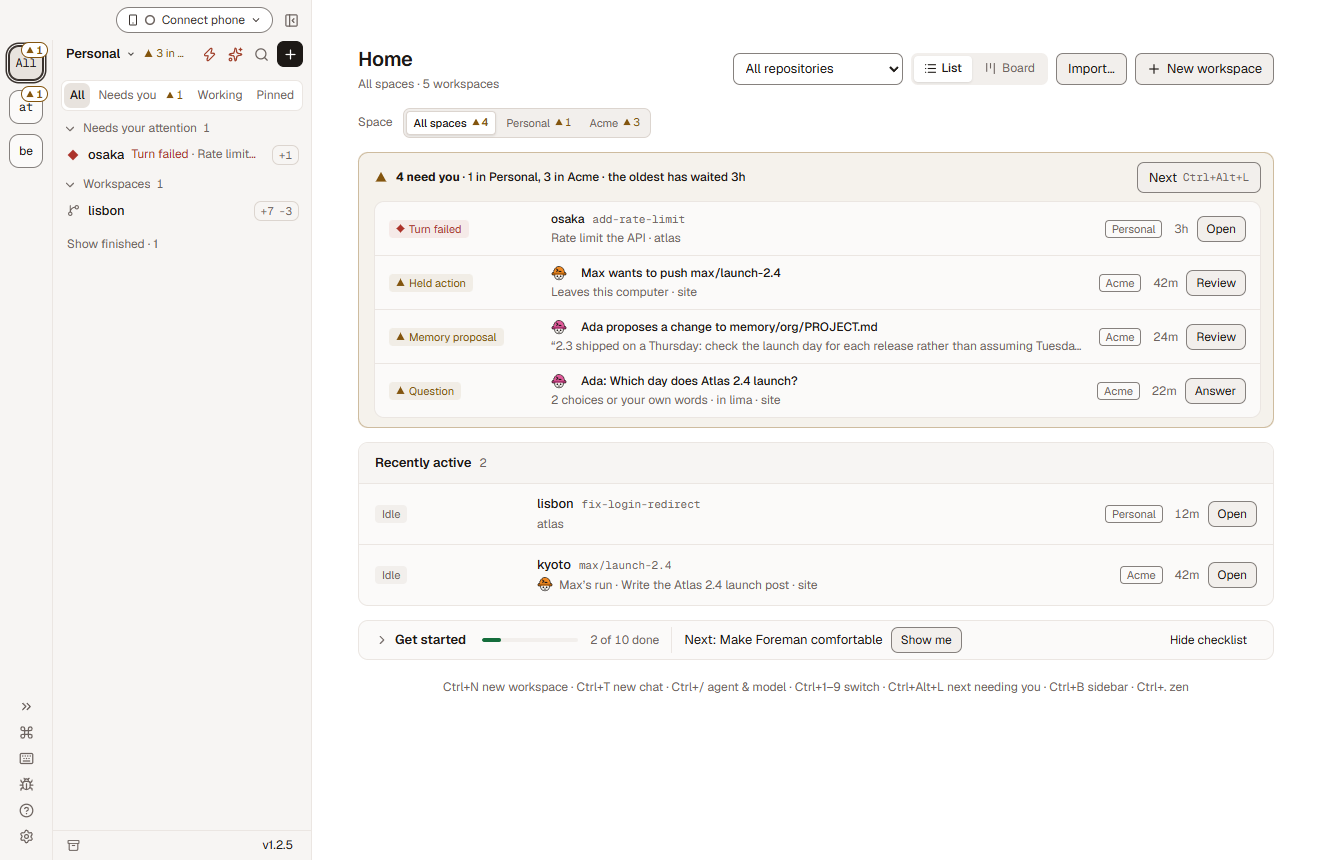 Connect phone
1
All
Personal
3 in …
1
at
be
All Needs you 1 Working Pinned
Needs your attention 1
osaka Turn failed · Rate limit… +1
Workspaces 1
lisbon +7 -3
Show finished · 1
v1.2.5
Home
All spaces · 5 workspaces
All repositories
List Board
Import…
New workspace
Space All spaces 4 Personal 1 Acme 3
4 need you · 1 in Personal, 3 in Acme · the oldest has waited 3h
Next Ctrl+Alt+L
Turn failed
osaka add-rate-limit
Rate limit the API · atlas
Personal 3h Open
Held action
Max wants to push max/launch-2.4
Leaves this computer · site
Acme 42m Review
Memory proposal
Ada proposes a change to memory/org/PROJECT.md
“2.3 shipped on a Thursday: check the launch day for each release rather than assuming Tuesda…
Acme 24m Review
Question
Ada: Which day does Atlas 2.4 launch?
2 choices or your own words · in lima · site
Acme 22m Answer
Recently active 2
Idle
lisbon fix-login-redirect
atlas
Personal 12m Open
Idle
kyoto max/launch-2.4
Max's run · Write the Atlas 2.4 launch post · site
Acme 42m Open
Get started 2 of 10 done Next: Make Foreman comfortable Show me Hide checklist
Ctrl+N new workspace · Ctrl+T new chat · Ctrl+/ agent & model · Ctrl+1–9 switch · Ctrl+Alt+L next needing you · Ctrl+B sidebar · Ctrl+. zen